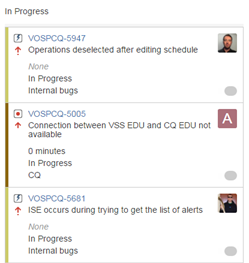 In Progress
VOSPCQ-5947
Operations deselected after editing schedule
None
In Progress
Internal bugs
VOSPCQ-5005
A
Connection between VSS EDU and CQ EDU not
available
0 minutes
In Progress
CQ
VOSPCQ-5681
ISE occurs during trying to get the list of alerts
None
In Progress
Internal bugs